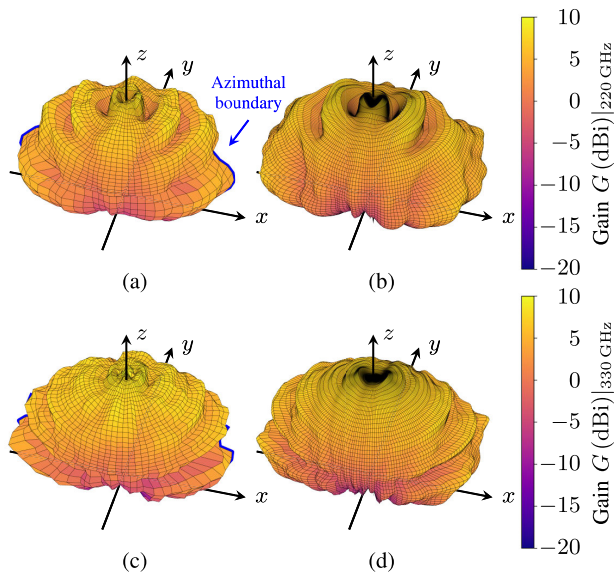 z
y
x
Azimuthal
boundary
(a)
z
y
x
(b)
10
5
0
−5
−10
−15
−20
Gain G (dBi)|220 GHz
z
y
x
(c)
z
y
x
(d)
10
5
0
−5
−10
−15
−20
Gain G (dBi)|330 GHz